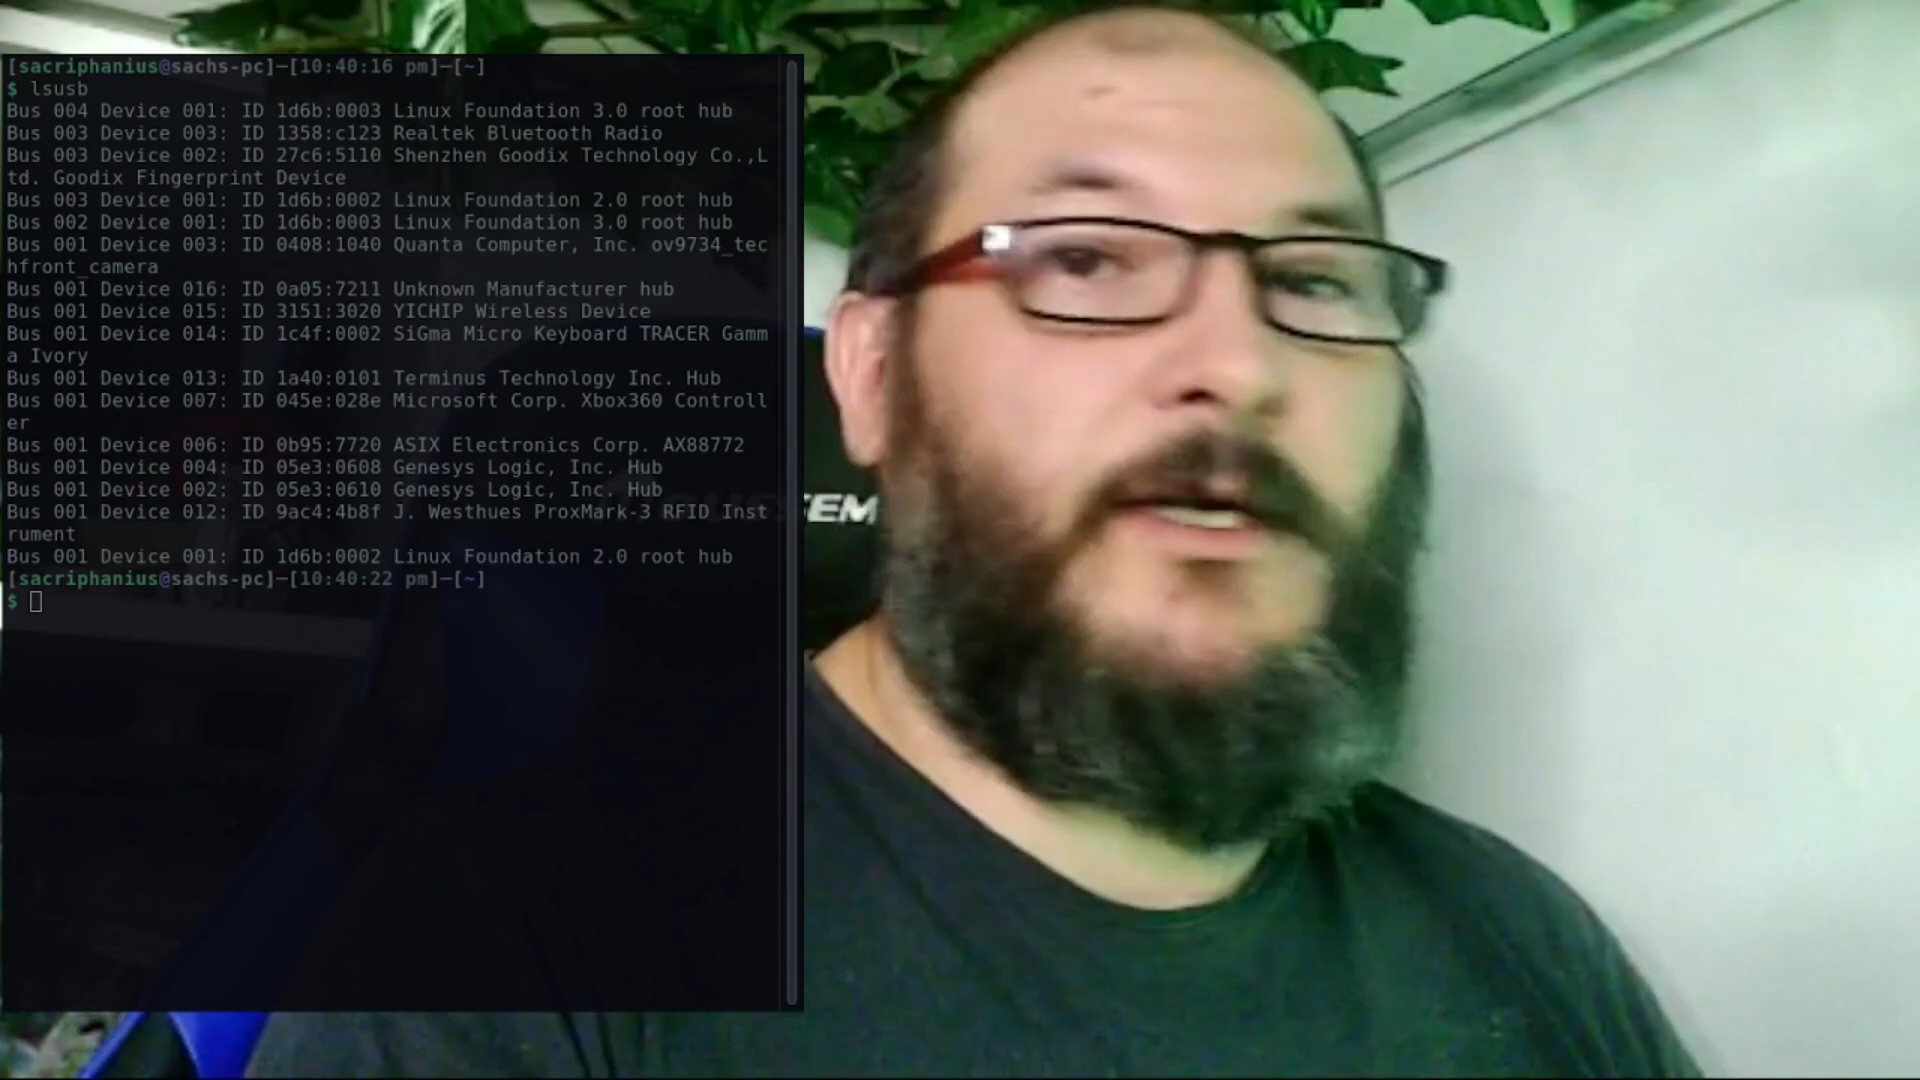 [sacriphanius@sachs-pc]—[10:40:16 pm]—[~]
$ lsusb
Bus 004 Device 001: ID 1d6b:0003 Linux Foundation 3.0 root hub
Bus 003 Device 003: ID 1358:c123 Realtek Bluetooth Radio
Bus 003 Device 002: ID 27c6:5110 Shenzhen Goodix Technology Co.,L
td. Goodix Fingerprint Device
Bus 003 Device 001: ID 1d6b:0002 Linux Foundation 2.0 root hub
Bus 002 Device 001: ID 1d6b:0003 Linux Foundation 3.0 root hub
Bus 001 Device 003: ID 0408:1040 Quanta Computer, Inc. ov9734_tec
hfront_camera
Bus 001 Device 016: ID 0a05:7211 Unknown Manufacturer hub
Bus 001 Device 015: ID 3151:3020 YICHIP Wireless Device
Bus 001 Device 014: ID 1c4f:0002 SiGma Micro Keyboard TRACER Gamm
a Ivory
Bus 001 Device 013: ID 1a40:0101 Terminus Technology Inc. Hub
Bus 001 Device 007: ID 045e:028e Microsoft Corp. Xbox360 Controll
er
Bus 001 Device 006: ID 0b95:7720 ASIX Electronics Corp. AX88772
Bus 001 Device 004: ID 05e3:0608 Genesys Logic, Inc. Hub
Bus 001 Device 002: ID 05e3:0610 Genesys Logic, Inc. Hub
Bus 001 Device 012: ID 9ac4:4b8f J. Westhues ProxMark-3 RFID Inst
rument
Bus 001 Device 001: ID 1d6b:0002 Linux Foundation 2.0 root hub
[sacriphanius@sachs-pc]—[10:40:22 pm]—[~]
$